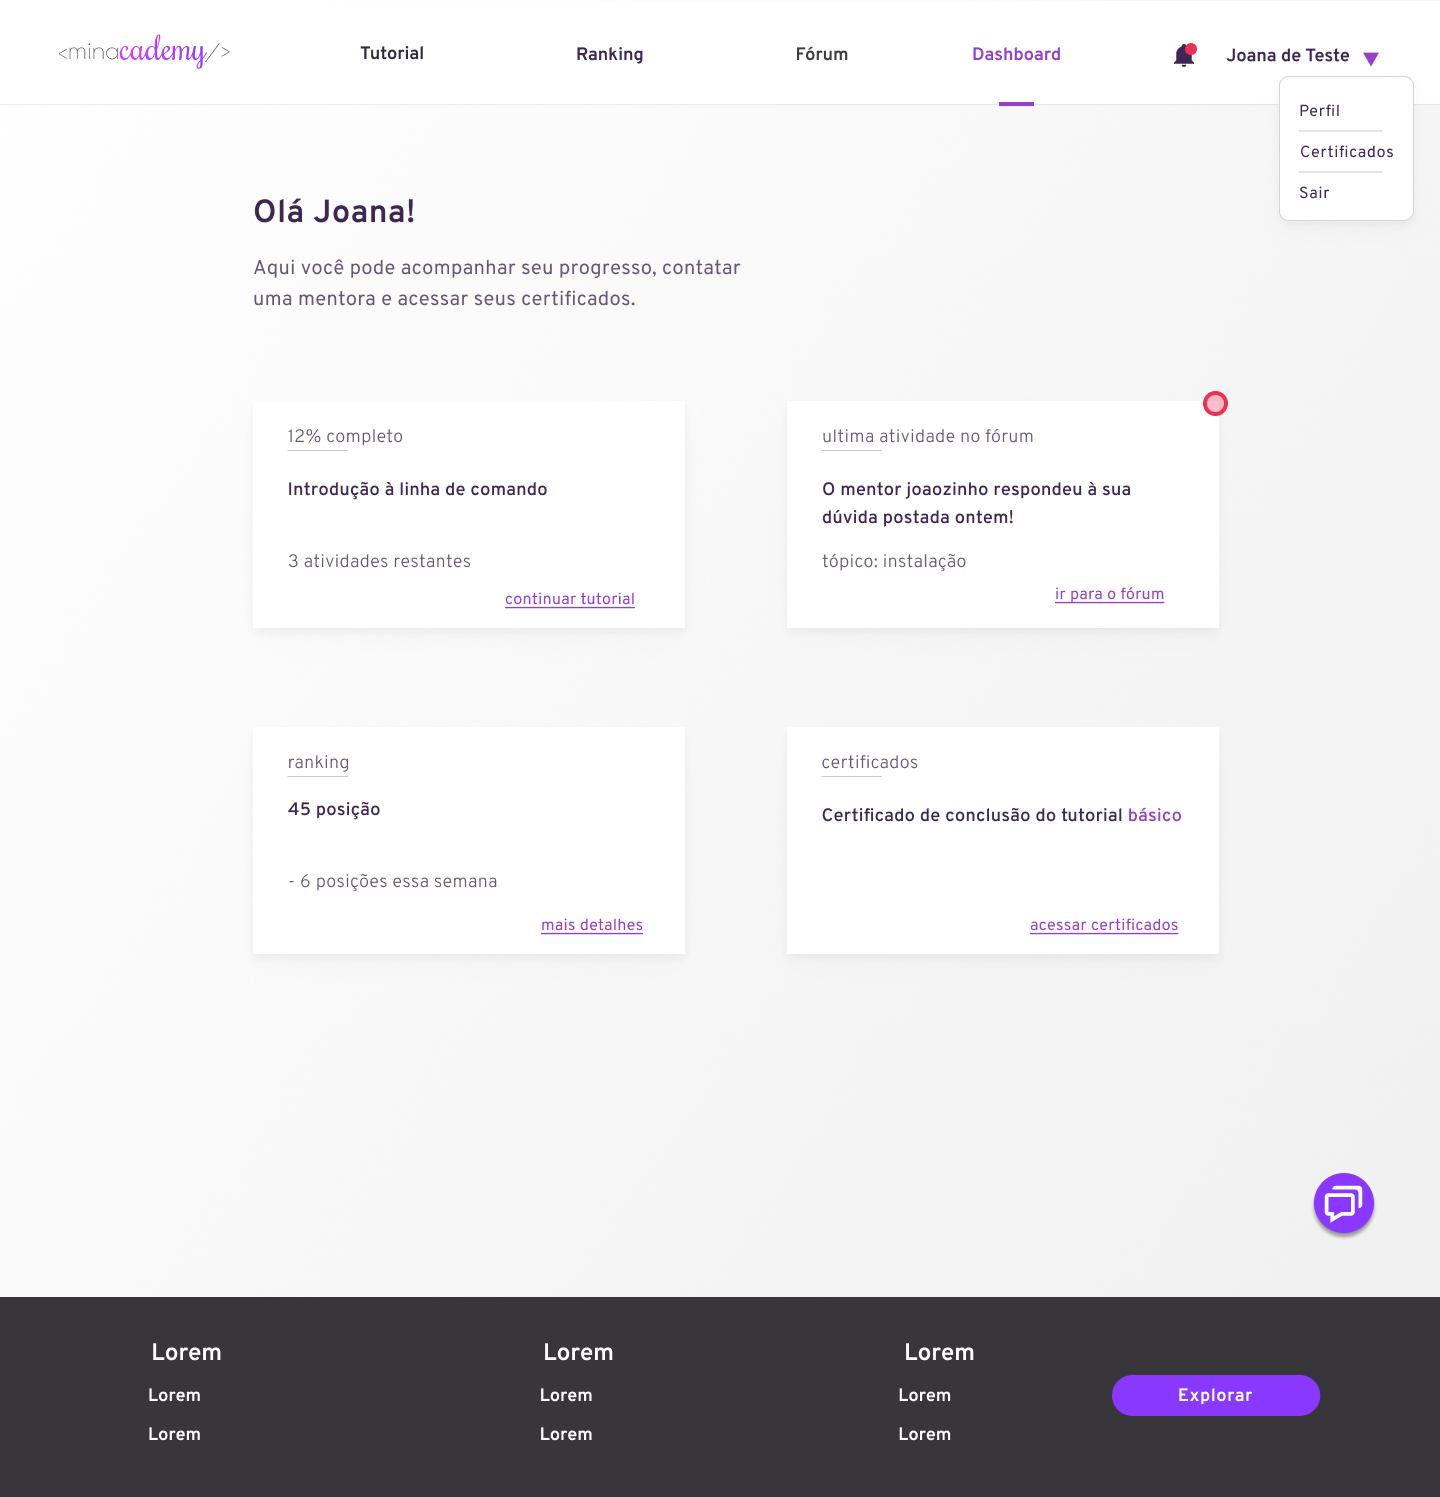 <minacademy/>
Tutorial
Ranking
Fórum
Dashboard
Joana de Teste
Perfil
Certificados
Sair
Olá Joana!
Aqui você pode acompanhar seu progresso, contatar
uma mentora e acessar seus certificados.
12% completo
Introdução à linha de comando
3 atividades restantes
continuar tutorial
ultima atividade no fórum
O mentor joaozinho respondeu à sua
dúvida postada ontem!
tópico: instalação
ir para o fórum
ranking
45 posição
- 6 posições essa semana
mais detalhes
certificados
Certificado de conclusão do tutorial básico
acessar certificados
Lorem
Lorem
Lorem
Lorem
Lorem
Lorem
Lorem
Lorem
Lorem
Explorar